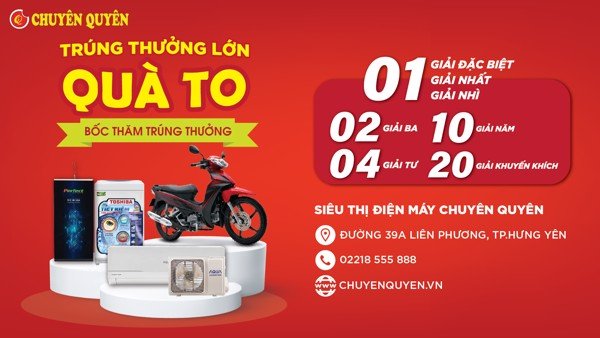 CHUYÊN QUYÊN
TRÚNG THƯỞNG LỚN
QUÀ TO
BỐC THĂM TRÚNG THƯỞNG
01 GIẢI ĐẶC BIỆT
GIẢI NHẤT
GIẢI NHÌ
02 GIẢI BA 10 GIẢI NĂM
04 GIẢI TƯ 20 GIẢI KHUYẾN KHÍCH
SIÊU THỊ ĐIỆN MÁY CHUYÊN QUYÊN
ĐƯỜNG 39A LIÊN PHƯƠNG, TP.HƯNG YÊN
02218 555 888
WWW CHUYENQUYEN.VN
Perfect
TOSHIBA
AQUA